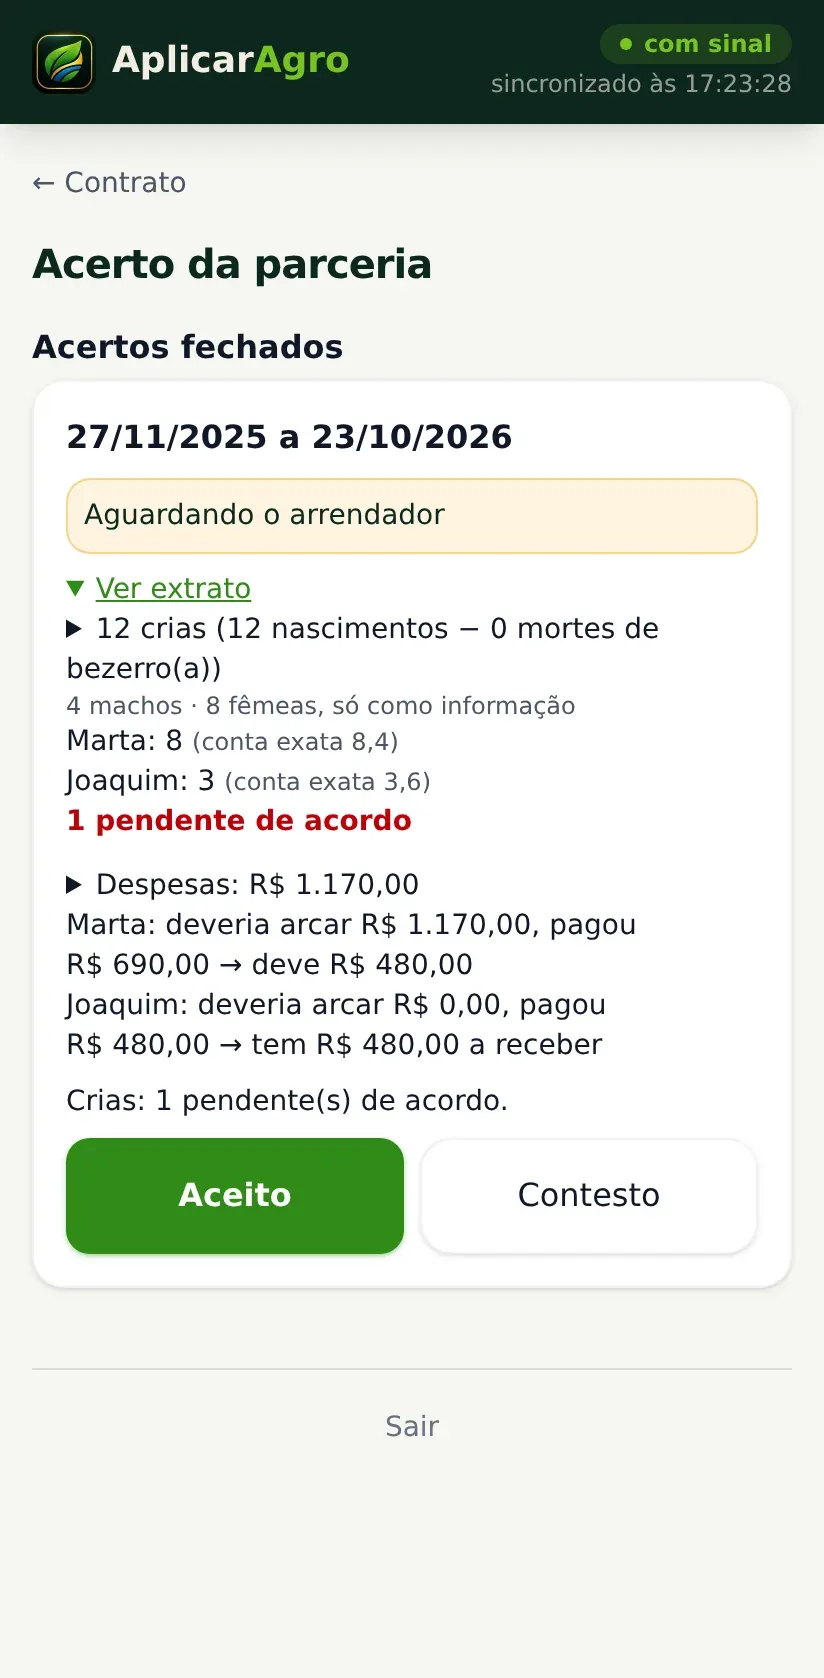 AplicarAgro
com sinal
sincronizado às 17:23:28
← Contrato
Acerto da parceria
Acertos fechados
27/11/2025 a 23/10/2026
Aguardando o arrendador
▼ Ver extrato
▶ 12 crias (12 nascimentos − 0 mortes de
bezerro(a))
4 machos · 8 fêmeas, só como informação
Marta: 8 (conta exata 8,4)
Joaquim: 3 (conta exata 3,6)
1 pendente de acordo
▶ Despesas: R$ 1.170,00
Marta: deveria arcar R$ 1.170,00, pagou
R$ 690,00 → deve R$ 480,00
Joaquim: deveria arcar R$ 0,00, pagou
R$ 480,00 → tem R$ 480,00 a receber
Crias: 1 pendente(s) de acordo.
Aceito
Contesto
Sair